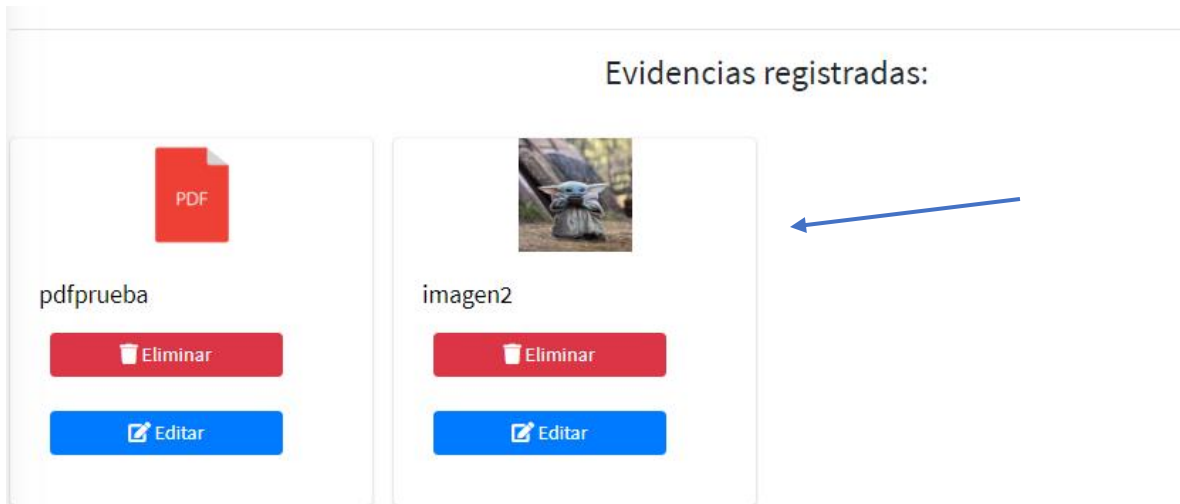 Evidencias registradas:
PDF
pdfprueba
imagen2
Eliminar
Eliminar
Editar
Editar